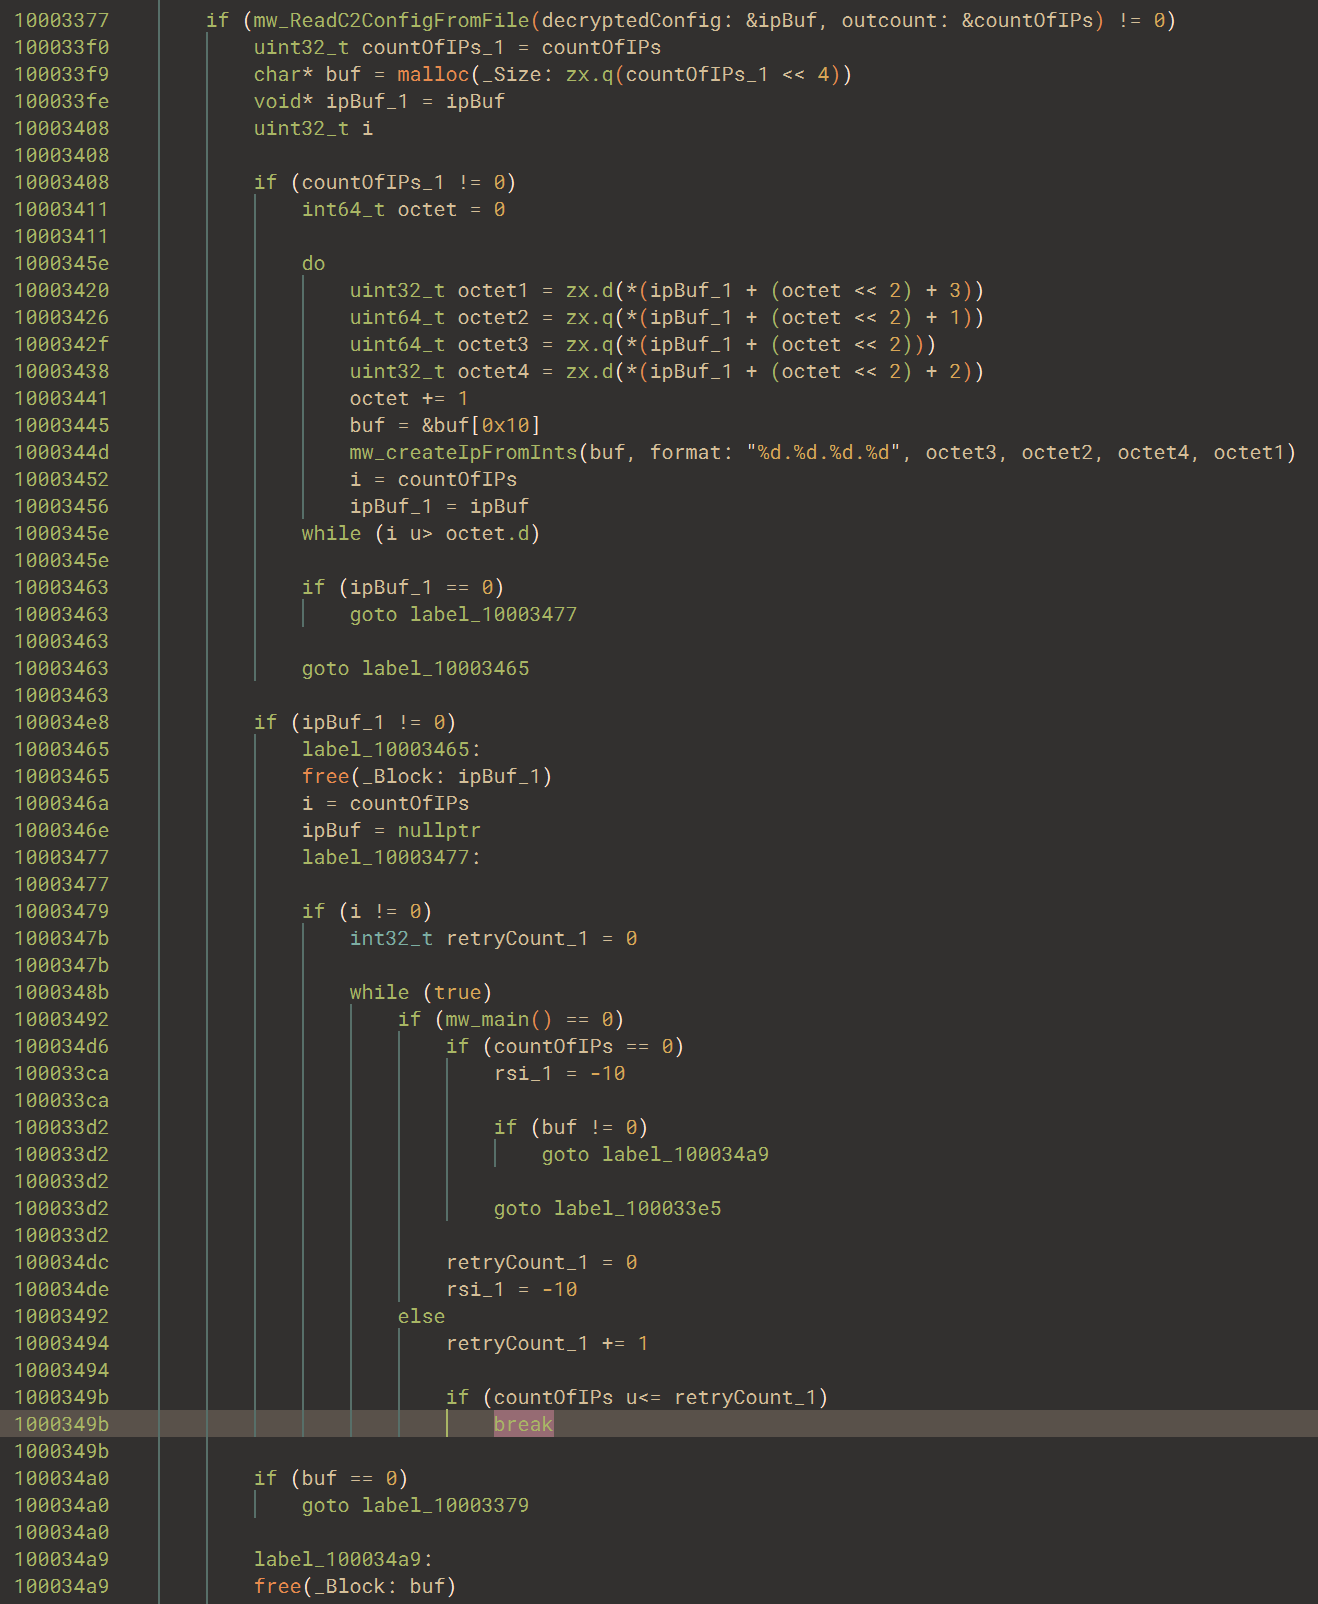 10003377 if (mw_ReadC2ConfigFromFile(decryptedConfig: &ipBuf, outcount: &countOfIPs) != 0)
100033f0 uint32_t countOfIPs_1 = countOfIPs
100033f9 char* buf = malloc(_Size: zx.q(countOfIPs_1 << 4))
100033fe void* ipBuf_1 = ipBuf
10003408 uint32_t i
10003408
10003408 if (countOfIPs_1 != 0)
10003411 int64_t octet = 0
10003411
1000345e do
10003420 uint32_t octet1 = zx.d(*(ipBuf_1 + (octet << 2) + 3))
10003426 uint64_t octet2 = zx.q(*(ipBuf_1 + (octet << 2) + 1))
1000342f uint64_t octet3 = zx.q(*(ipBuf_1 + (octet << 2)))
10003438 uint32_t octet4 = zx.d(*(ipBuf_1 + (octet << 2) + 2))
10003441 octet += 1
10003445 buf = &buf[0x10]
1000344d mw_createIpFromInts(buf, format: "%d.%d.%d.%d", octet3, octet2, octet4, octet1)
10003452 i = countOfIPs
10003456 ipBuf_1 = ipBuf
1000345e while (i u> octet.d)
1000345e
10003463 if (ipBuf_1 == 0)
10003463 goto label_10003477
10003463
10003463 goto label_10003465
10003463
100034e8 if (ipBuf_1 != 0)
10003465 label_10003465:
10003465 free(_Block: ipBuf_1)
1000346a i = countOfIPs
1000346e ipBuf = nullptr
10003477 label_10003477:
10003477
10003479 if (i != 0)
1000347b int32_t retryCount_1 = 0
1000347b
1000348b while (true)
10003492 if (mw_main() == 0)
100034d6 if (countOfIPs == 0)
100033ca rsi_1 = -10
100033ca
100033d2 if (buf != 0)
100033d2 goto label_100034a9
100033d2
100033d2 goto label_100033e5
100033d2
100034dc retryCount_1 = 0
100034de rsi_1 = -10
10003492 else
10003494 retryCount_1 += 1
10003494
1000349b if (countOfIPs u<= retryCount_1)
1000349b break
1000349b
100034a0 if (buf == 0)
100034a0 goto label_10003379
100034a0
100034a9 label_100034a9:
100034a9 free(_Block: buf)